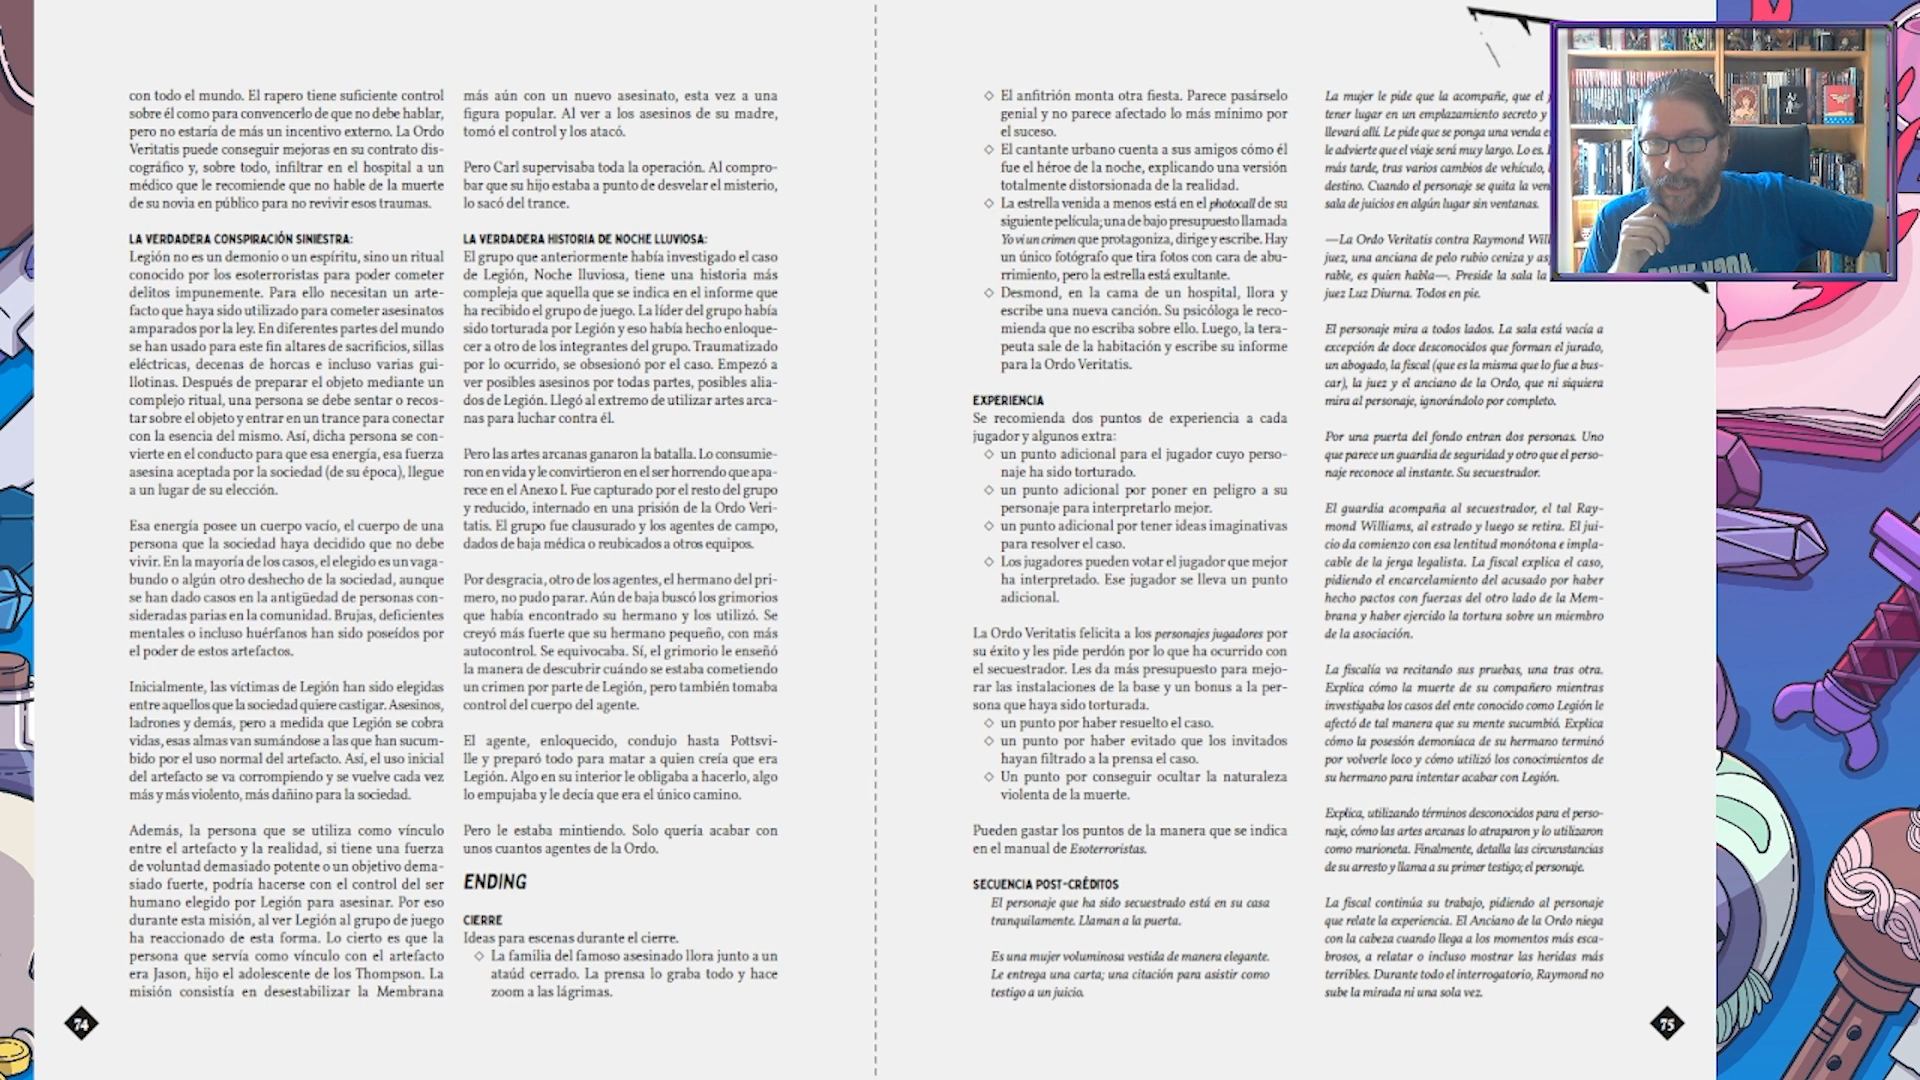 con todo el mundo. El rapero tiene suficiente control
sobre él como para convencerlo de que no debe hablar,
pero no estaría de más un incentivo externo. La Ordo
Veritatis puede conseguir mejoras en su contrato dis-
cográfico y, sobre todo, infiltrar en el hospital a un
médico que le recomiende que no hable de la muerte
de su novia en público para no revivir esos traumas.
LA VERDADERA CONSPIRACIÓN SINIESTRA:
Legión no es un demonio o un espíritu, sino un ritual
conocido por los esoterroristas para poder cometer
delitos impunemente. Para ello necesitan un arte-
facto que haya sido utilizado para cometer asesinatos
amparados por la ley. En diferentes partes del mundo
se han usado para este fin altares de sacrificios, sillas
eléctricas, decenas de horcas e incluso varias gui-
llotinas. Después de preparar el objeto mediante un
complejo ritual, una persona se debe sentar o recos-
tar sobre el objeto y entrar en un trance para conectar
con la esencia del mismo. Así, dicha persona se con-
vierte en el conducto para que esa energía, esa fuerza
asesina aceptada por la sociedad (de su época), llegue
a un lugar de su elección.
Esa energía posee un cuerpo vacío, el cuerpo de una
persona que la sociedad haya decidido que no debe
vivir. En la mayoría de los casos, el elegido es un vaga-
bundo o algún otro deshecho de la sociedad, aunque
se han dado casos en la antigüedad de personas con-
sideradas parias en la comunidad. Brujas, deficientes
mentales o incluso huérfanos han sido poseídos por
el poder de estos artefactos.
Inicialmente, las víctimas de Legión han sido elegidas
entre aquellos que la sociedad quiere castigar. Asesinos,
ladrones y demás, pero a medida que Legión se cobra
vidas, esas almas van sumándose a las que han sucum-
bido por el uso normal del artefacto. Así, el uso inicial
del artefacto se va corrompiendo y se vuelve cada vez
más y más violento, más dañino para la sociedad.
Además, la persona que se utiliza como vínculo
entre el artefacto y la realidad, si tiene una fuerza
de voluntad demasiado potente o un objetivo dema-
siado fuerte, podría hacerse con el control del ser
humano elegido por Legión para asesinar. Por eso
durante esta misión, al ver Legión al grupo de juego
ha reaccionado de esta forma. Lo cierto es que la
persona que servía como vínculo con el artefacto
era Jason, hijo el adolescente de los Thompson. La
misión consistía en desestabilizar la Membrana
74
más aún con un nuevo asesinato, esta vez a una
figura popular. Al ver a los asesinos de su madre,
tomó el control y los atacó.
Pero Carl supervisaba toda la operación. Al compro-
bar que su hijo estaba a punto de desvelar el misterio,
lo sacó del trance.
LA VERDADERA HISTORIA DE NOCHE LLUVIOSA:
El grupo que anteriormente había investigado el caso
de Legión, Noche lluviosa, tiene una historia más
compleja que aquella que se indica en el informe que
ha recibido el grupo de juego. La líder del grupo había
sido torturada por Legión y eso había hecho enloque-
cer a otro de los integrantes del grupo. Traumatizado
por lo ocurrido, se obsesionó por el caso. Empezó a
ver posibles asesinos por todas partes, posibles alia-
dos de Legión. Llegó al extremo de utilizar artes arca-
nas para luchar contra él.
Pero las artes arcanas ganaron la batalla. Lo consumie-
ron en vida y le convirtieron en el ser horrendo que apa-
rece en el Anexo I. Fue capturado por el resto del grupo
y reducido, internado en una prisión de la Ordo Veri-
tatis. El grupo fue clausurado y los agentes de campo,
dados de baja médica o reubicados a otros equipos.
Por desgracia, otro de los agentes, el hermano del pri-
mero, no pudo parar. Aún de baja buscó los grimorios
que había encontrado su hermano y los utilizó. Se
creyó más fuerte que su hermano pequeño, con más
autocontrol. Se equivocaba. Sí, el grimorio le enseñó
la manera de descubrir cuándo se estaba cometiendo
un crimen por parte de Legión, pero también tomaba
control del cuerpo del agente.
El agente, enloquecido, condujo hasta Pottsvi-
lle y preparó todo para matar a quien creía que era
Legión. Algo en su interior le obligaba a hacerlo, algo
lo empujaba y le decía que era el único camino.
Pero le estaba mintiendo. Solo quería acabar con
unos cuantos agentes de la Ordo.
ENDING
CIERRE
Ideas para escenas durante el cierre.
◇ La familia del famoso asesinado llora junto a un
ataúd cerrado. La prensa lo graba todo y hace
zoom a las lágrimas.
◇ El anfitrión monta otra fiesta. Parece pasárselo
genial y no parece afectado lo más mínimo por
el suceso.
◇ El cantante urbano cuenta a sus amigos cómo él
fue el héroe de la noche, explicando una versión
totalmente distorsionada de la realidad.
◇ La estrella venida a menos está en el photocall de su
siguiente película; una de bajo presupuesto llamada
Yo vi un crimen que protagoniza, dirige y escribe. Hay
un único fotógrafo que tira fotos con cara de abu-
rrimiento, pero la estrella está exultante.
◇ Desmond, en la cama de un hospital, llora y
escribe una nueva canción. Su psicóloga le reco-
mienda que no escriba sobre ello. Luego, la tera-
peuta sale de la habitación y escribe su informe
para la Ordo Veritatis.
EXPERIENCIA
Se recomienda dos puntos de experiencia a cada
jugador y algunos extra:
◇ un punto adicional para el jugador cuyo perso-
naje ha sido torturado.
◇ un punto adicional por poner en peligro a su
personaje para interpretarlo mejor.
◇ un punto adicional por tener ideas imaginativas
para resolver el caso.
◇ Los jugadores pueden votar el jugador que mejor
ha interpretado. Ese jugador se lleva un punto
adicional.
La Ordo Veritatis felicita a los personajes jugadores por
su éxito y les pide perdón por lo que ha ocurrido con
el secuestrador. Les da más presupuesto para mejo-
rar las instalaciones de la base y un bonus a la per-
sona que haya sido torturada.
◇ un punto por haber resuelto el caso.
◇ un punto por haber evitado que los invitados
hayan filtrado a la prensa el caso.
◇ Un punto por conseguir ocultar la naturaleza
violenta de la muerte.
Pueden gastar los puntos de la manera que se indica
en el manual de Esoterroristas.
SECUENCIA POST-CRÉDITOS
El personaje que ha sido secuestrado está en su casa
tranquilamente. Llaman a la puerta.
Es una mujer voluminosa vestida de manera elegante.
Le entrega una carta; una citación para asistir como
testigo a un juicio.
La mujer le pide que la acompañe, que el
tener lugar en un emplazamiento secreto y
llevará allí. Le pide que se ponga una venda
le advierte que el viaje será muy largo. Lo es.
más tarde, tras varios cambios de vehículo,
destino. Cuando el personaje se quita la
sala de juicios en algún lugar sin ventanas.
—La Ordo Veritatis contra Raymond
juez, una anciana de pelo rubio ceniza y
rable, es quien habla—. Preside la sala la
juez Luz Diurna. Todos en pie.
El personaje mira a todos lados. La sala está vacía a
excepción de doce desconocidos que forman el jurado,
un abogado, la fiscal (que es la misma que lo fue a bus-
car), la juez y el anciano de la Ordo, que ni siquiera
mira al personaje, ignorándolo por completo.
Por una puerta del fondo entran dos personas. Uno
que parece un guardia de seguridad y otro que el perso-
naje reconoce al instante. Su secuestrador.
El guardia acompaña al secuestrador, el tal Ray-
mond Williams, al estrado y luego se retira. El jui-
cio da comienzo con esa lentitud monótona e impla-
cable de la jerga legalista. La fiscal explica el caso,
pidiendo el encarcelamiento del acusado por haber
hecho pactos con fuerzas del otro lado de la Mem-
brana y haber ejercido la tortura sobre un miembro
de la asociación.
La fiscalía va recitando sus pruebas, una tras otra.
Explica cómo la muerte de su compañero mientras
investigaba los casos del ente conocido como Legión le
afectó de tal manera que su mente sucumbió. Explica
cómo la posesión demoníaca de su hermano terminó
por volverle loco y cómo utilizó los conocimientos de
su hermano para intentar acabar con Legión.
Explica, utilizando términos desconocidos para el perso-
naje, cómo las artes arcanas lo atraparon y lo utilizaron
como marioneta. Finalmente, detalla las circunstancias
de su arresto y llama a su primer testigo; el personaje.
La fiscal continúa su trabajo, pidiendo al personaje
que relate la experiencia. El Anciano de la Ordo niega
con la cabeza cuando llega a los momentos más esca-
brosos, a relatar o incluso mostrar las heridas más
terribles. Durante todo el interrogatorio, Raymond no
sube la mirada ni una sola vez.
75